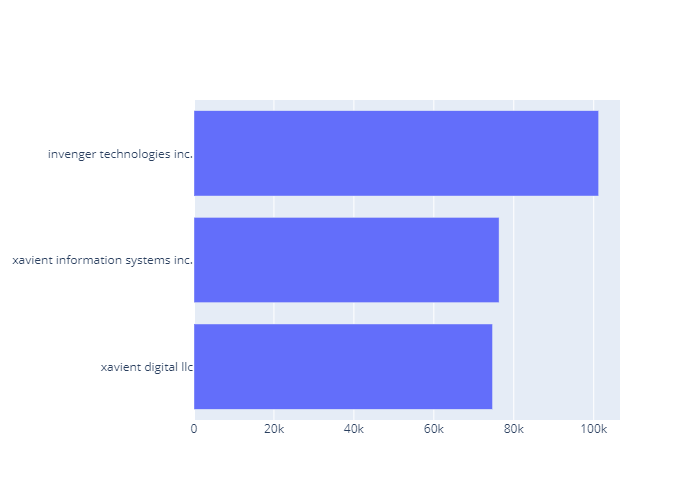 invenger technologies inc.
xavient information systems inc.
xavient digital llc
0 20k 40k 60k 80k 100k